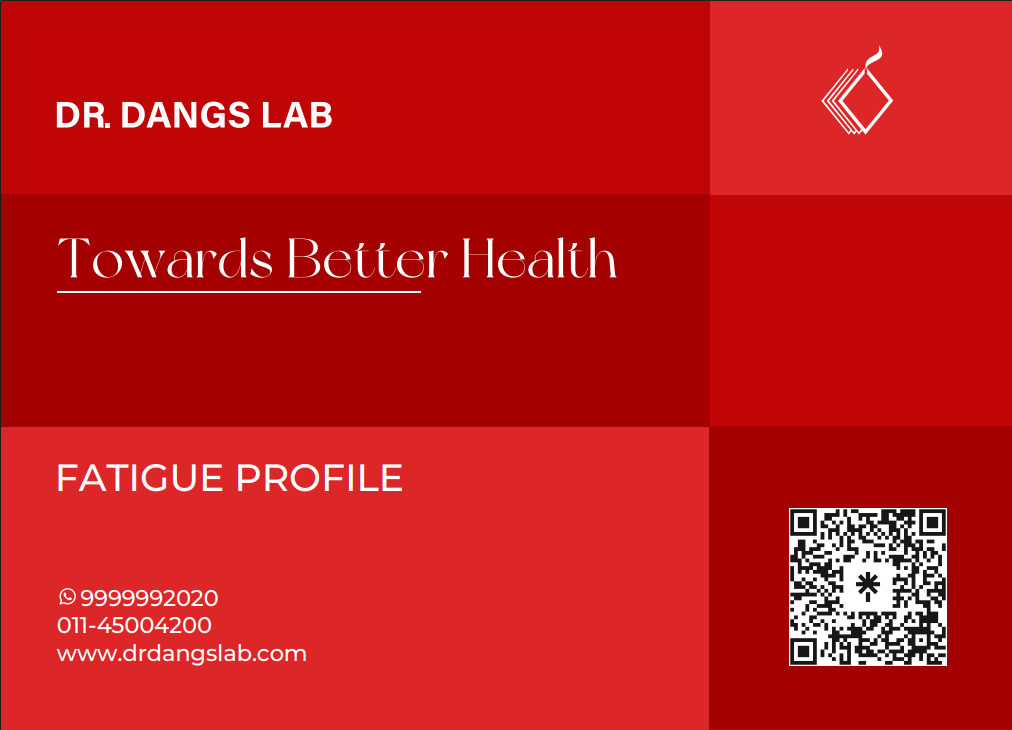 DR. DANGS LAB
Towards Better Health
FATIGUE PROFILE
9999992020
011-45004200
www.drdangslab.com